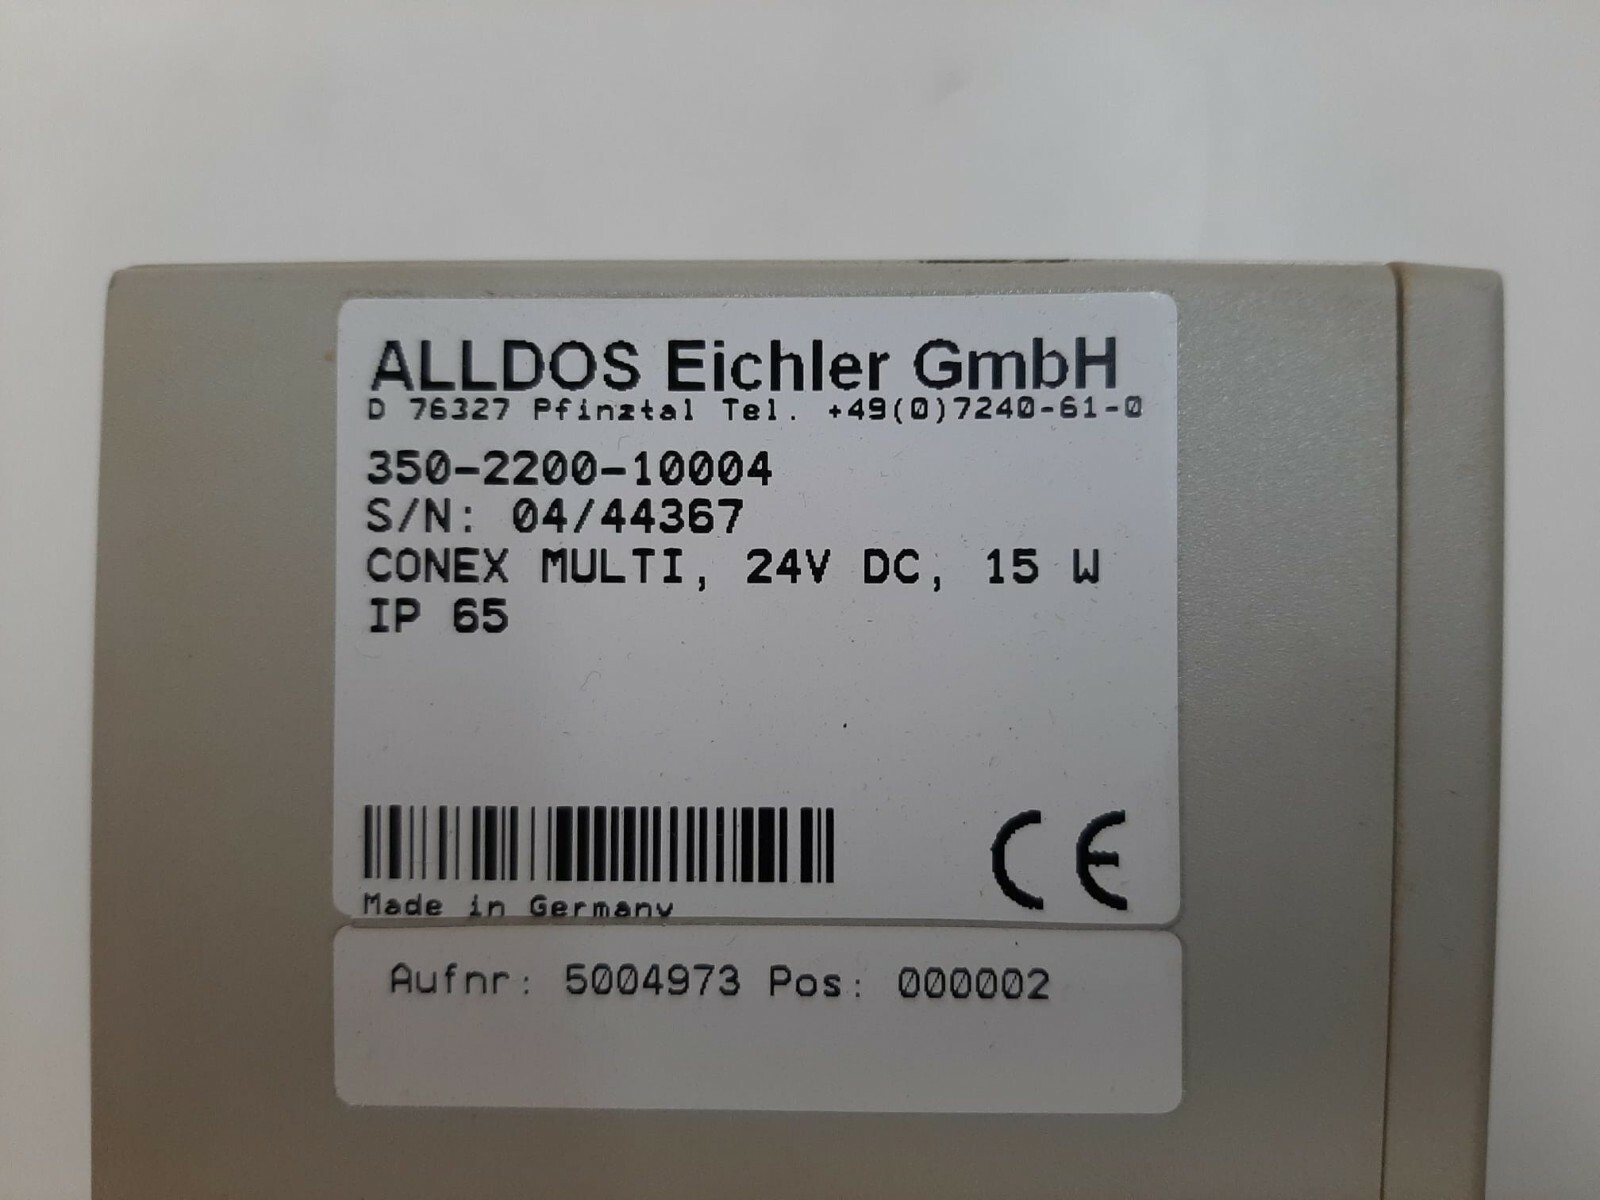 ALLDOS Eichler GmbH
D 76327 Pfinztal Tel. +49(0)7240-61-0
350-2200-10004
S/N: 04/44367
CONEX MULTI, 24V DC, 15 W
IP 65
CE
Made in Germany
Aufnr: 5004973 Pos: 000002